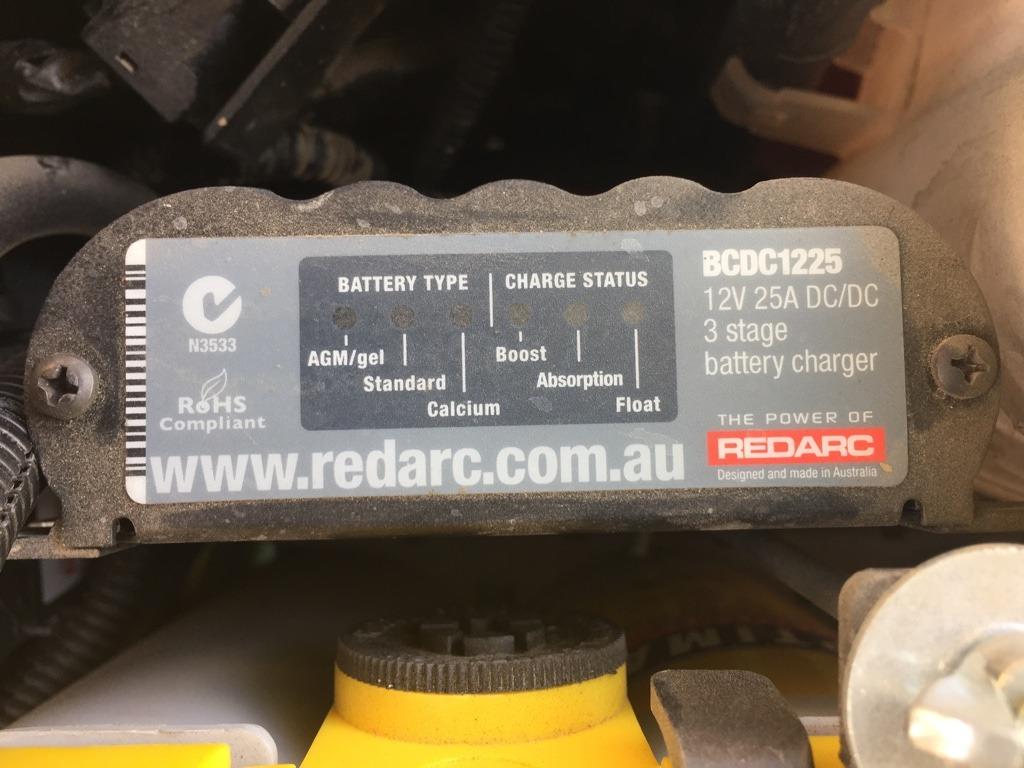 N3533
RoHS
Compliant
BATTERY TYPE
CHARGE STATUS
AGM/gel
Standard
Calcium
Boost
Absorption
Float
BCDC1225
12V 25A DC/DC
3 stage
battery charger
THE POWER OF
REDARC
Designed and made in Australia
www.redarc.com.au